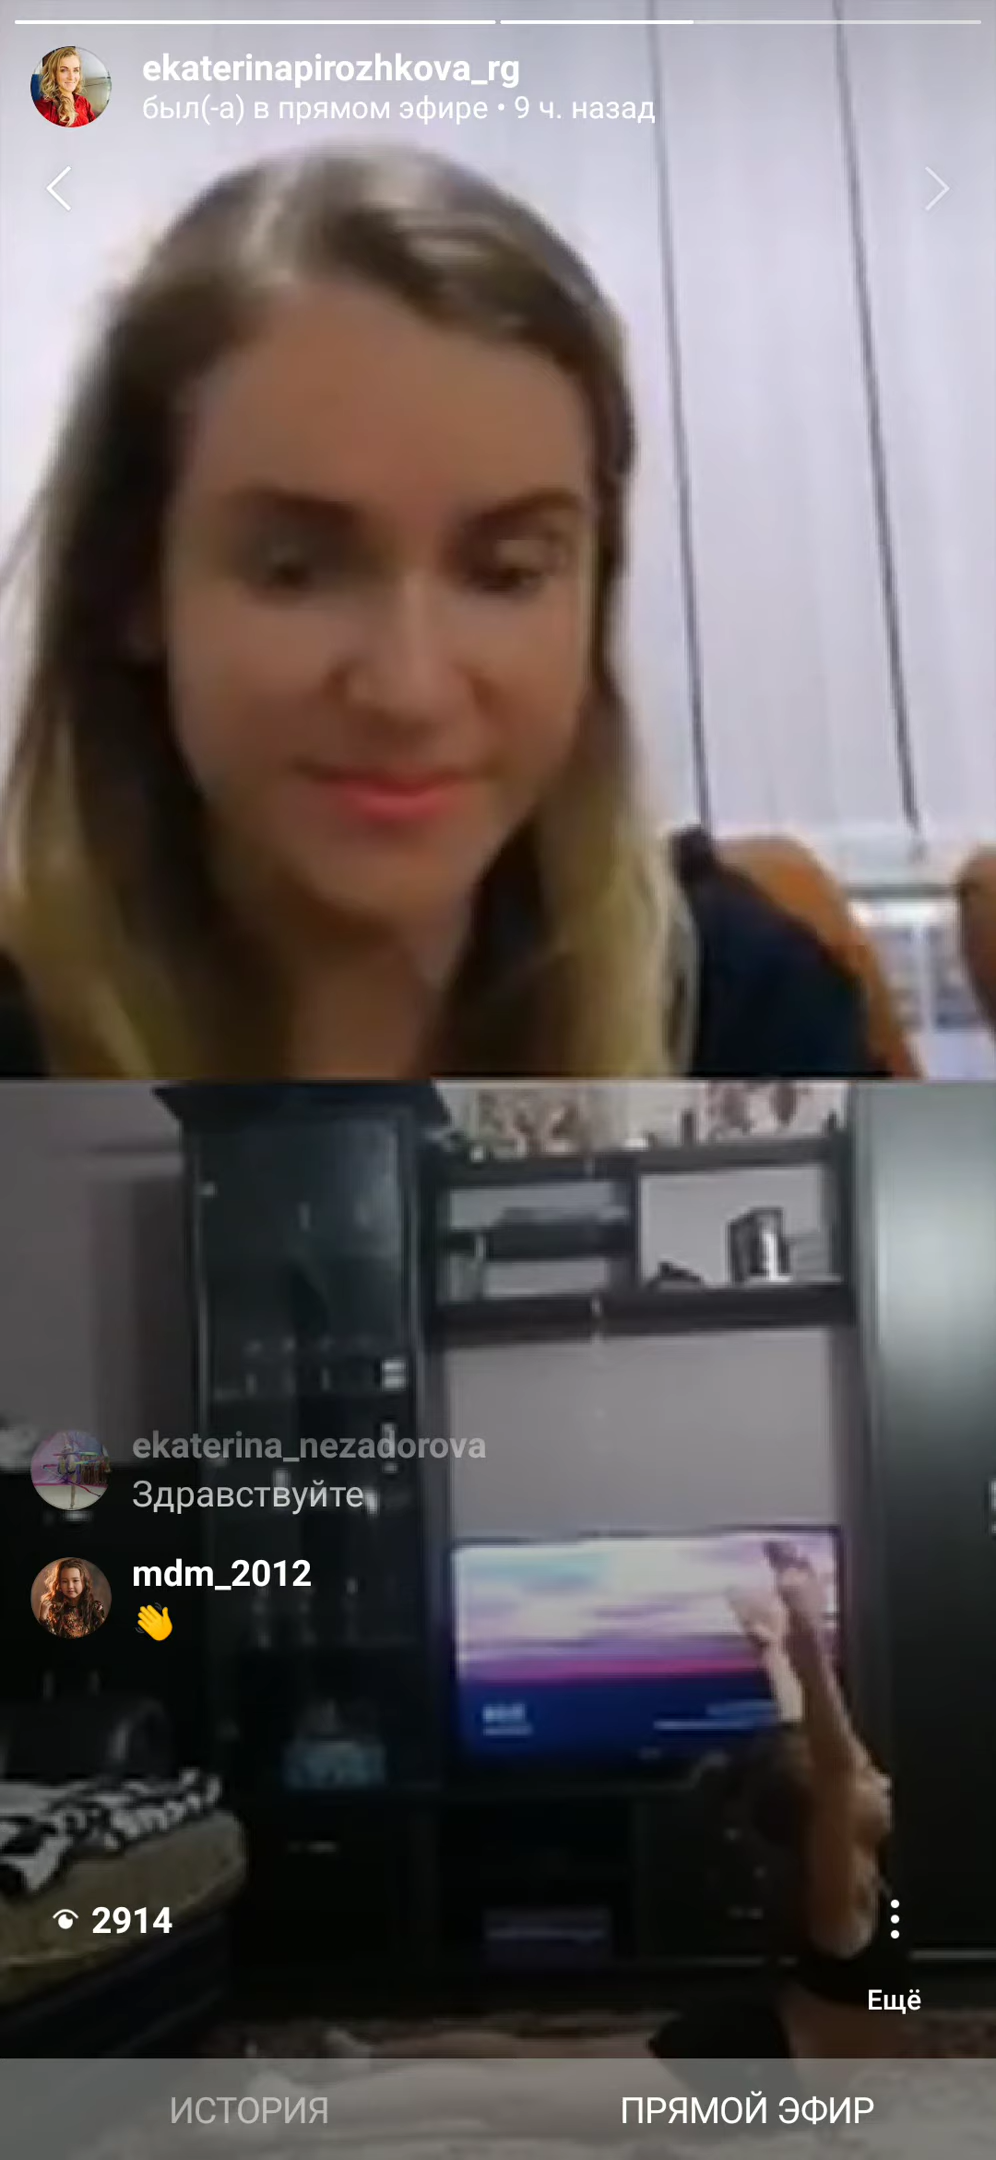 ekaterinapirozhkova_rg
был(-а) в прямом эфире • 9 ч. назад
ekaterina_nezadorova
Здравствуйте
mdm_2012
👋
2914
Ещё
ИСТОРИЯ
ПРЯМОЙ ЭФИР